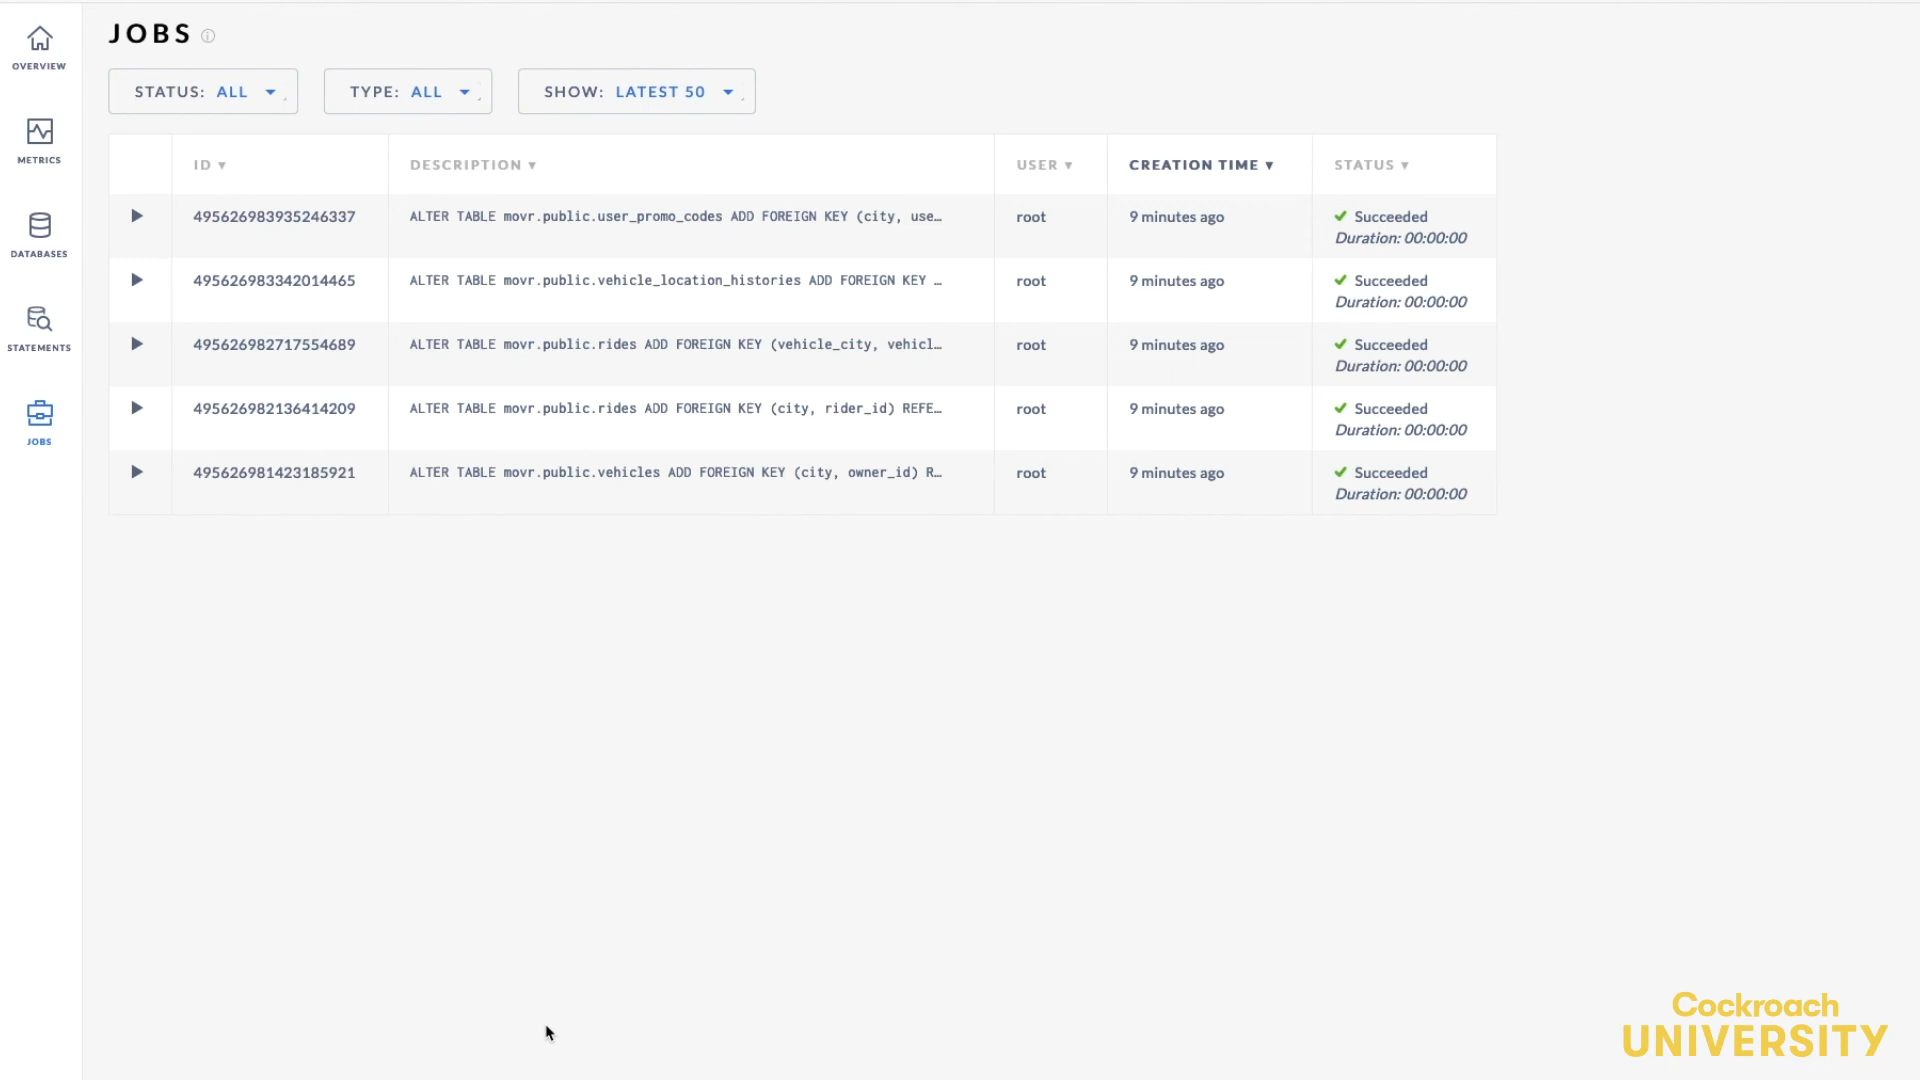 JOBS
STATUS: ALL
TYPE: ALL
SHOW: LATEST 50
OVERVIEW
METRICS
DATABASES
STATEMENTS
JOBS
ID ▼ DESCRIPTION ▼ USER ▼ CREATION TIME ▼ STATUS ▼
495626983935246337 ALTER TABLE movr.public.user_promo_codes ADD FOREIGN KEY (city, use… root 9 minutes ago Succeeded
Duration: 00:00:00
495626983342014465 ALTER TABLE movr.public.vehicle_location_histories ADD FOREIGN KEY … root 9 minutes ago Succeeded
Duration: 00:00:00
495626982717554689 ALTER TABLE movr.public.rides ADD FOREIGN KEY (vehicle_city, vehicl… root 9 minutes ago Succeeded
Duration: 00:00:00
495626982136414209 ALTER TABLE movr.public.rides ADD FOREIGN KEY (city, rider_id) REFE… root 9 minutes ago Succeeded
Duration: 00:00:00
495626981423185921 ALTER TABLE movr.public.vehicles ADD FOREIGN KEY (city, owner_id) R… root 9 minutes ago Succeeded
Duration: 00:00:00
Cockroach
UNIVERSITY